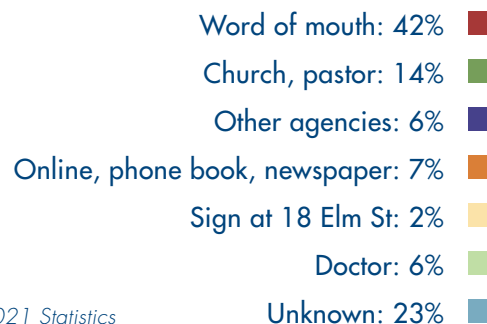 Word of mouth: 42%
Church, pastor: 14%
Other agencies: 6%
Online, phone book, newspaper: 7%
Sign at 18 Elm St: 2%
Doctor: 6%
Unknown: 23%
021 Statistics